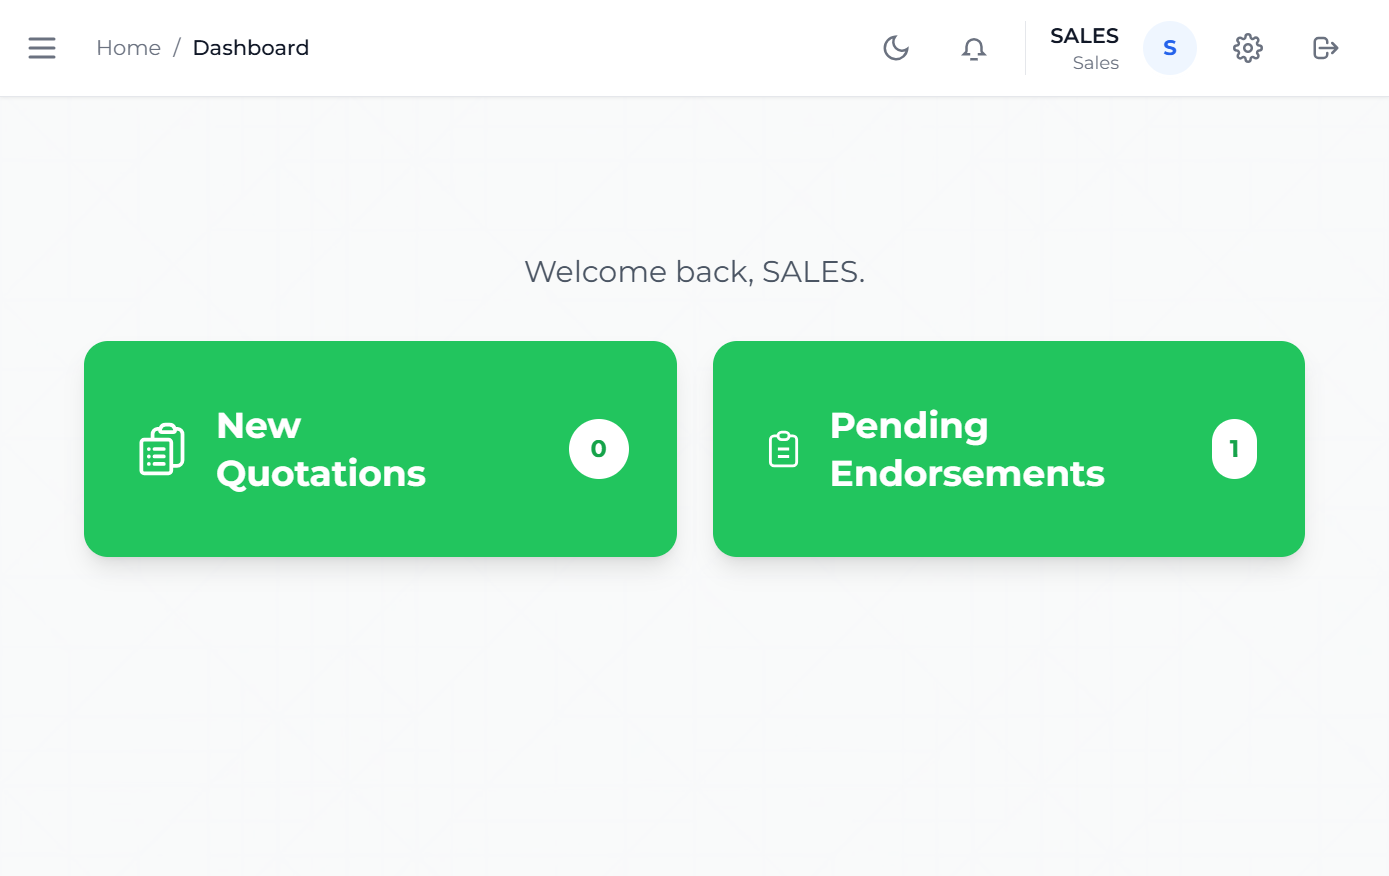 Home / Dashboard
SALES
Sales
S
Welcome back, SALES.
New
Quotations
0
Pending
Endorsements
1